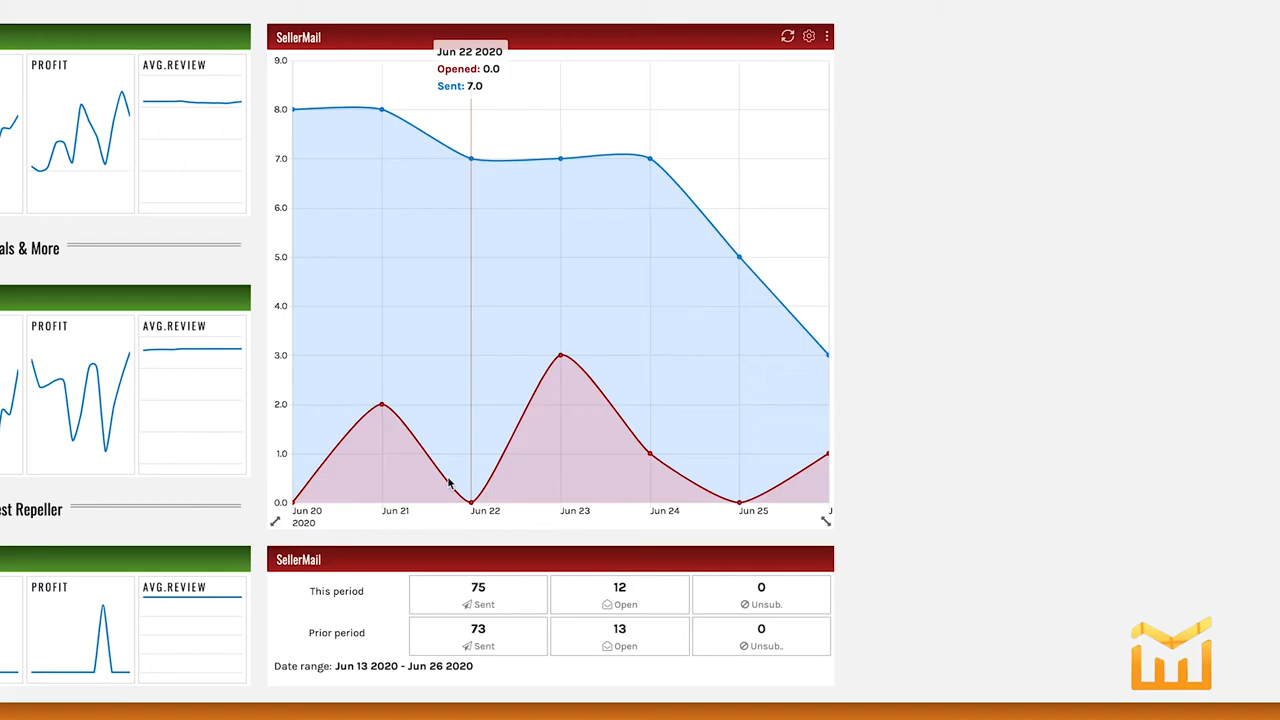 PROFIT
AVG.REVIEW
als & More
PROFIT
AVG.REVIEW
est Repeller
PROFIT
AVG.REVIEW
SellerMail
Jun 22 2020
Opened: 0.0
Sent: 7.0
9.0
8.0
7.0
6.0
5.0
4.0
3.0
2.0
1.0
0.0
Jun 20 Jun 21 Jun 22 Jun 23 Jun 24 Jun 25 J
2020
SellerMail
This period 75 12 0
Sent Open Unsub.
Prior period 73 13 0
Sent Open Unsub..
Date range: Jun 13 2020 - Jun 26 2020